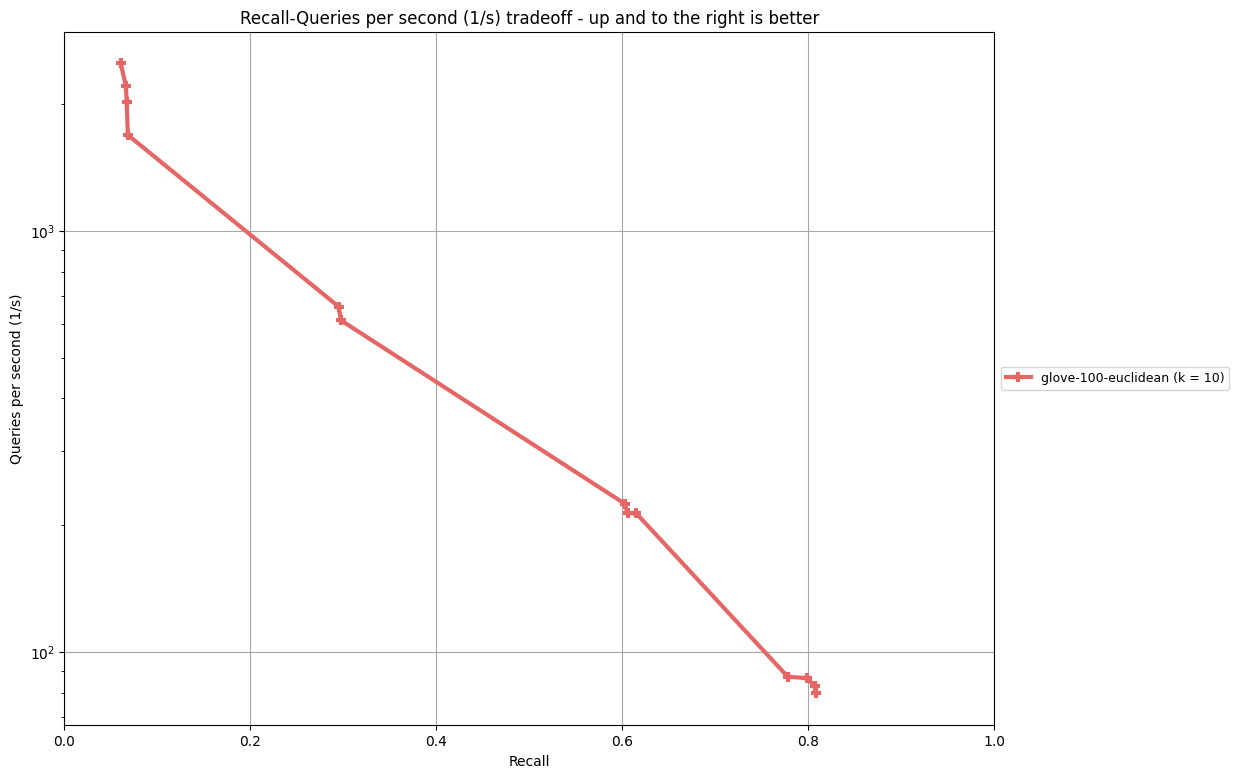 Recall-Queries per second (1/s) tradeoff - up and to the right is better
Queries per second (1/s)
10³
10²
0.0 0.2 0.4 0.6 0.8 1.0
Recall
glove-100-euclidean (k = 10)